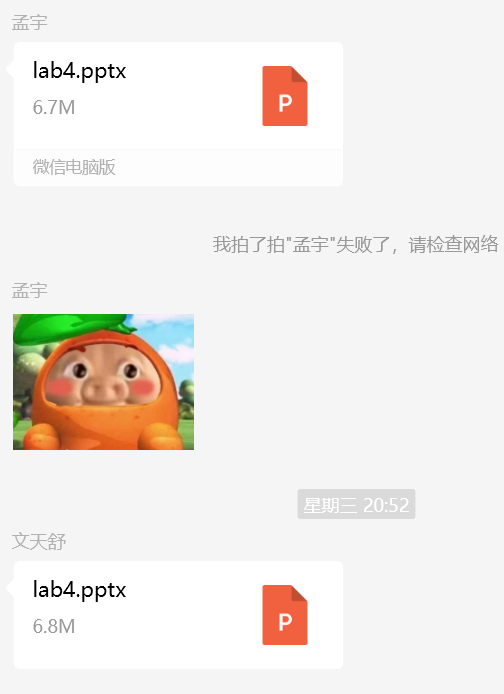 孟宇
lab4.pptx
6.7M
P
微信电脑版
我拍了拍"孟宇"失败了，请检查网络
孟宇
星期三 20:52
文天舒
lab4.pptx
6.8M
P